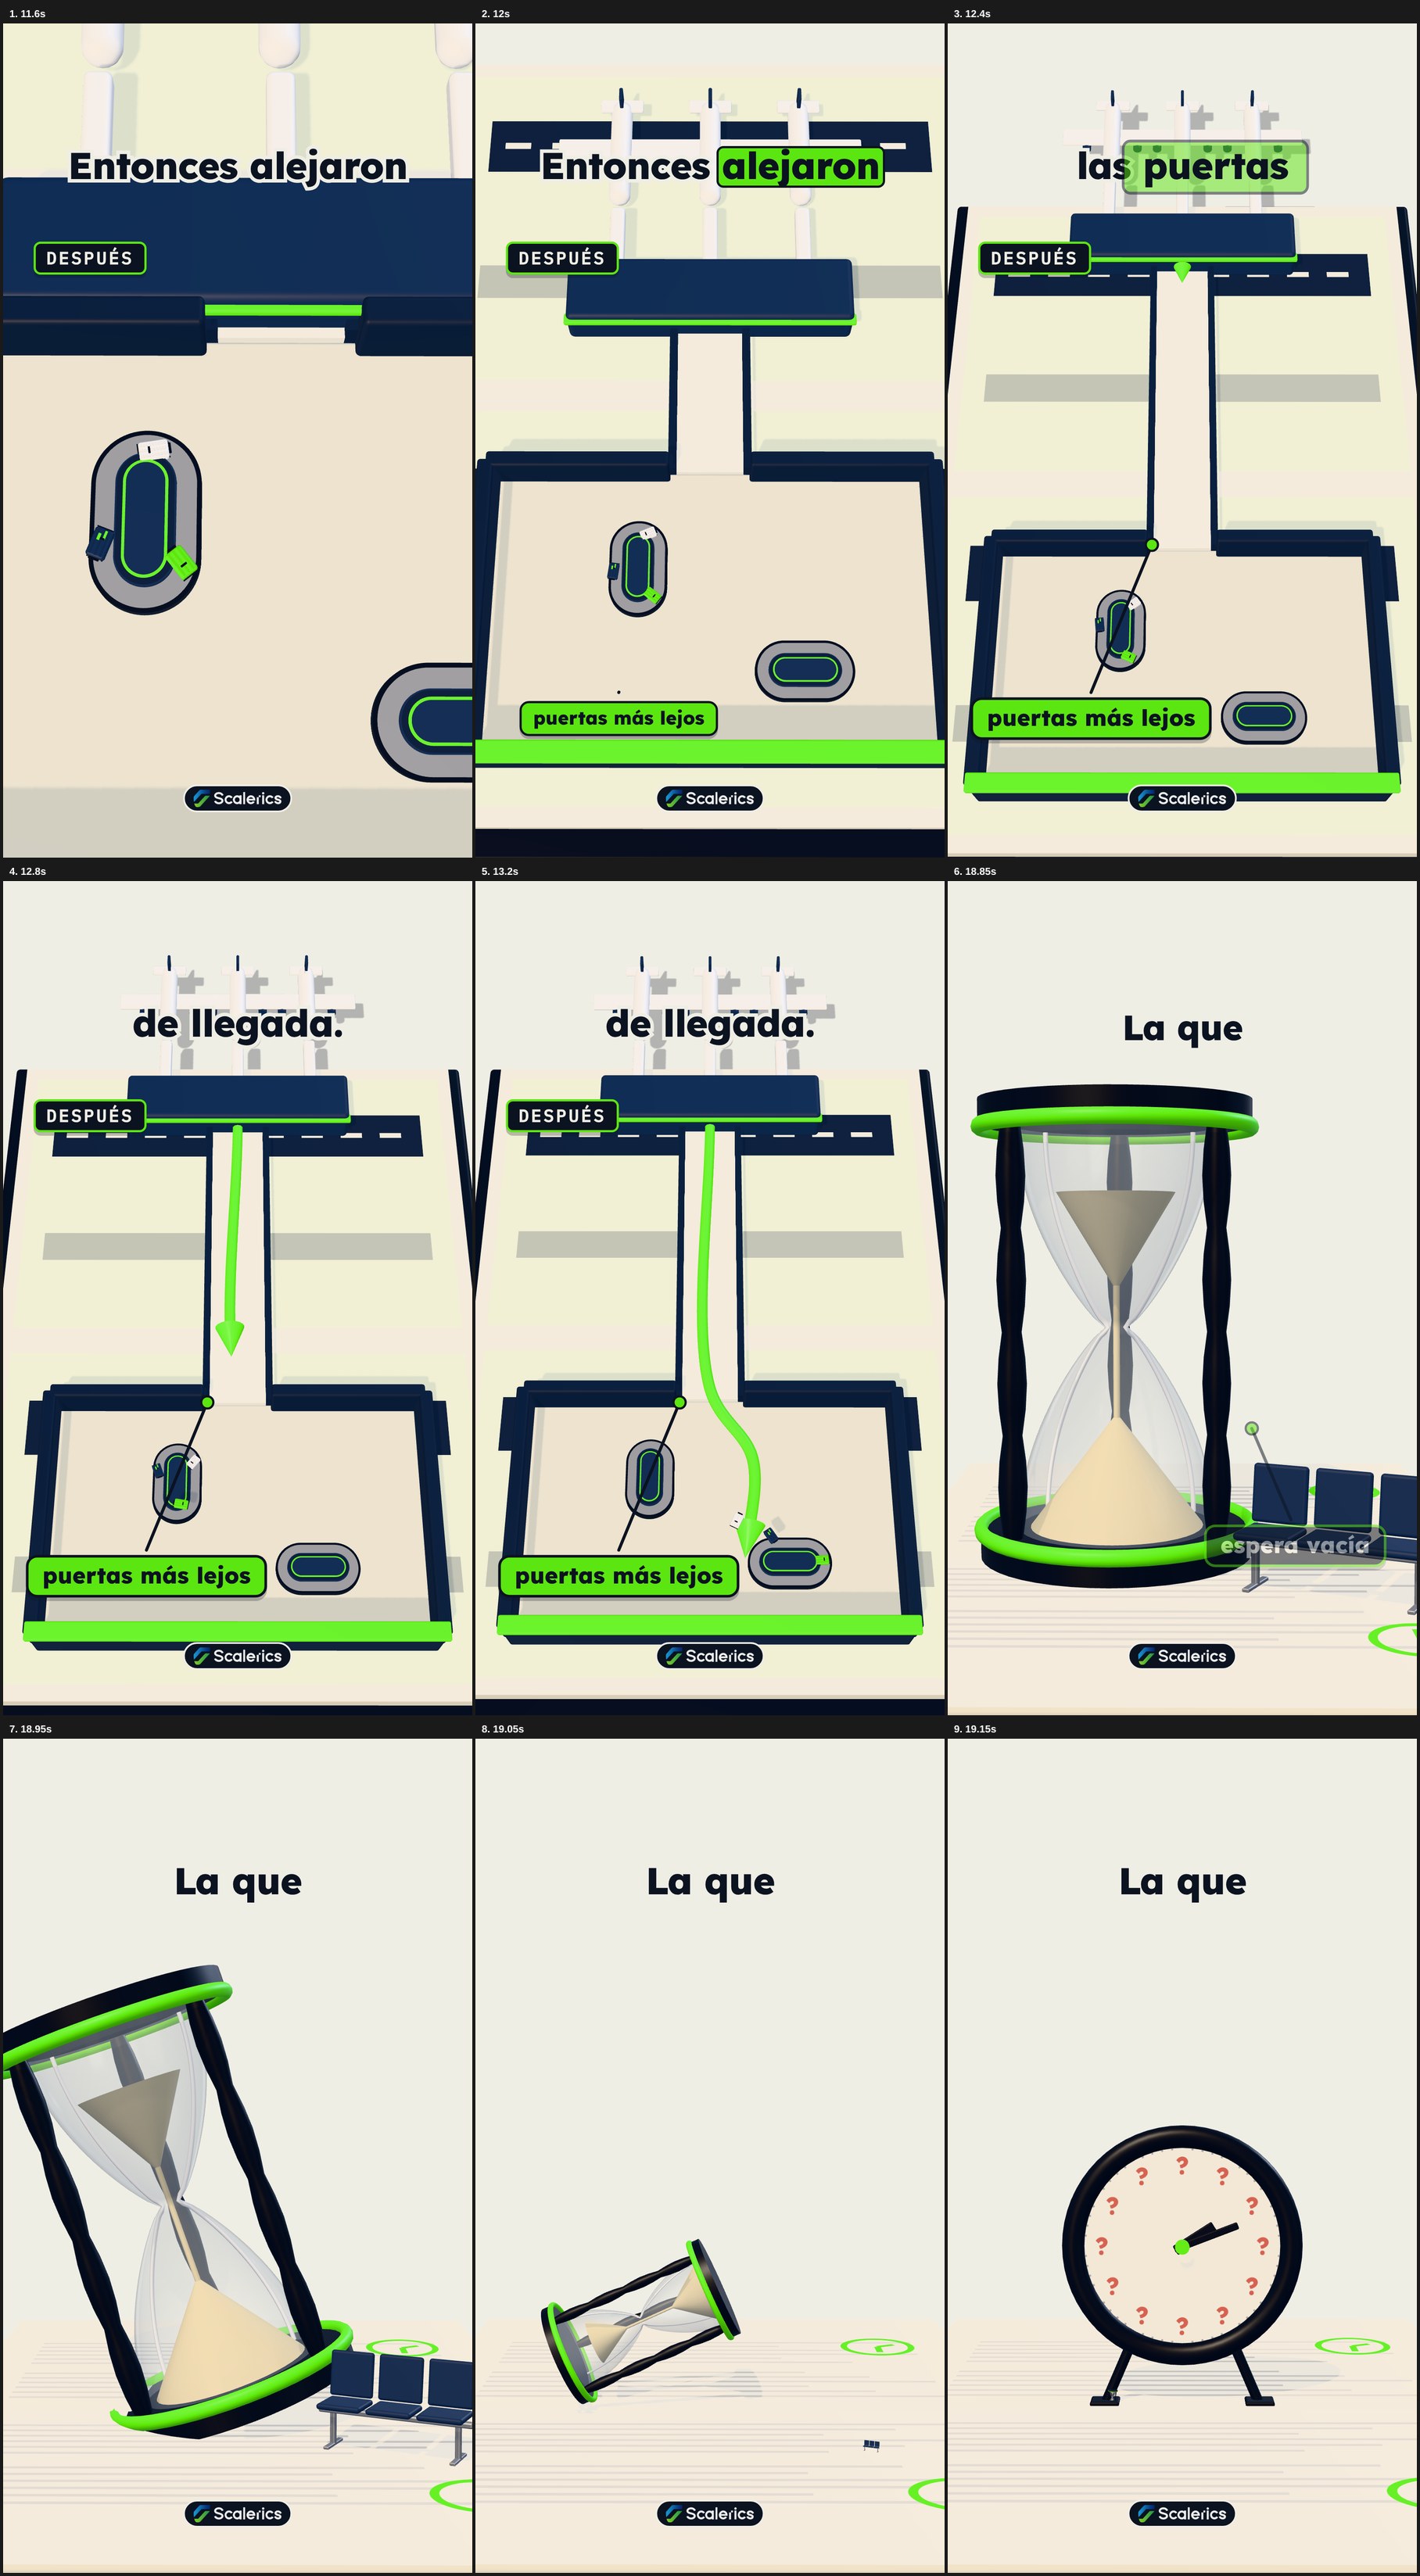 1. 11.6s
Entonces alejaron
DESPUÉS
Scalerics
2. 12s
Entonces alejaron
DESPUÉS
puertas más lejos
Scalerics
3. 12.4s
las puertas
DESPUÉS
puertas más lejos
Scalerics
4. 12.8s
de llegada.
DESPUÉS
puertas más lejos
Scalerics
5. 13.2s
de llegada.
DESPUÉS
puertas más lejos
Scalerics
6. 18.85s
La que
espera vacía
Scalerics
7. 18.95s
La que
Scalerics
8. 19.05s
La que
Scalerics
9. 19.15s
La que
? ? ? ? ? ? ? ? ? ? ? ?
Scalerics